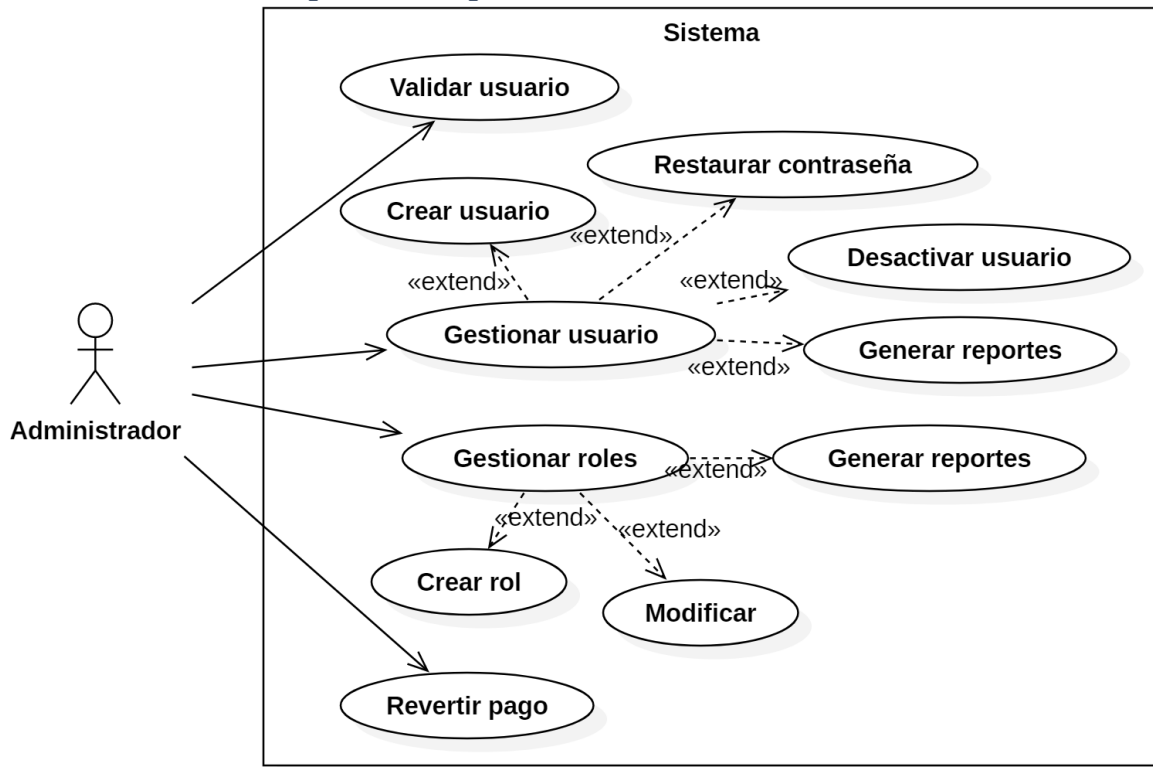 Sistema
Validar usuario
Restaurar contraseña
Crear usuario
«extend»
Desactivar usuario
«extend»
«extend»
Gestionar usuario
Generar reportes
«extend»
Administrador
Gestionar roles
«extend»
Generar reportes
«extend»
«extend»
Crear rol
Modificar
Revertir pago